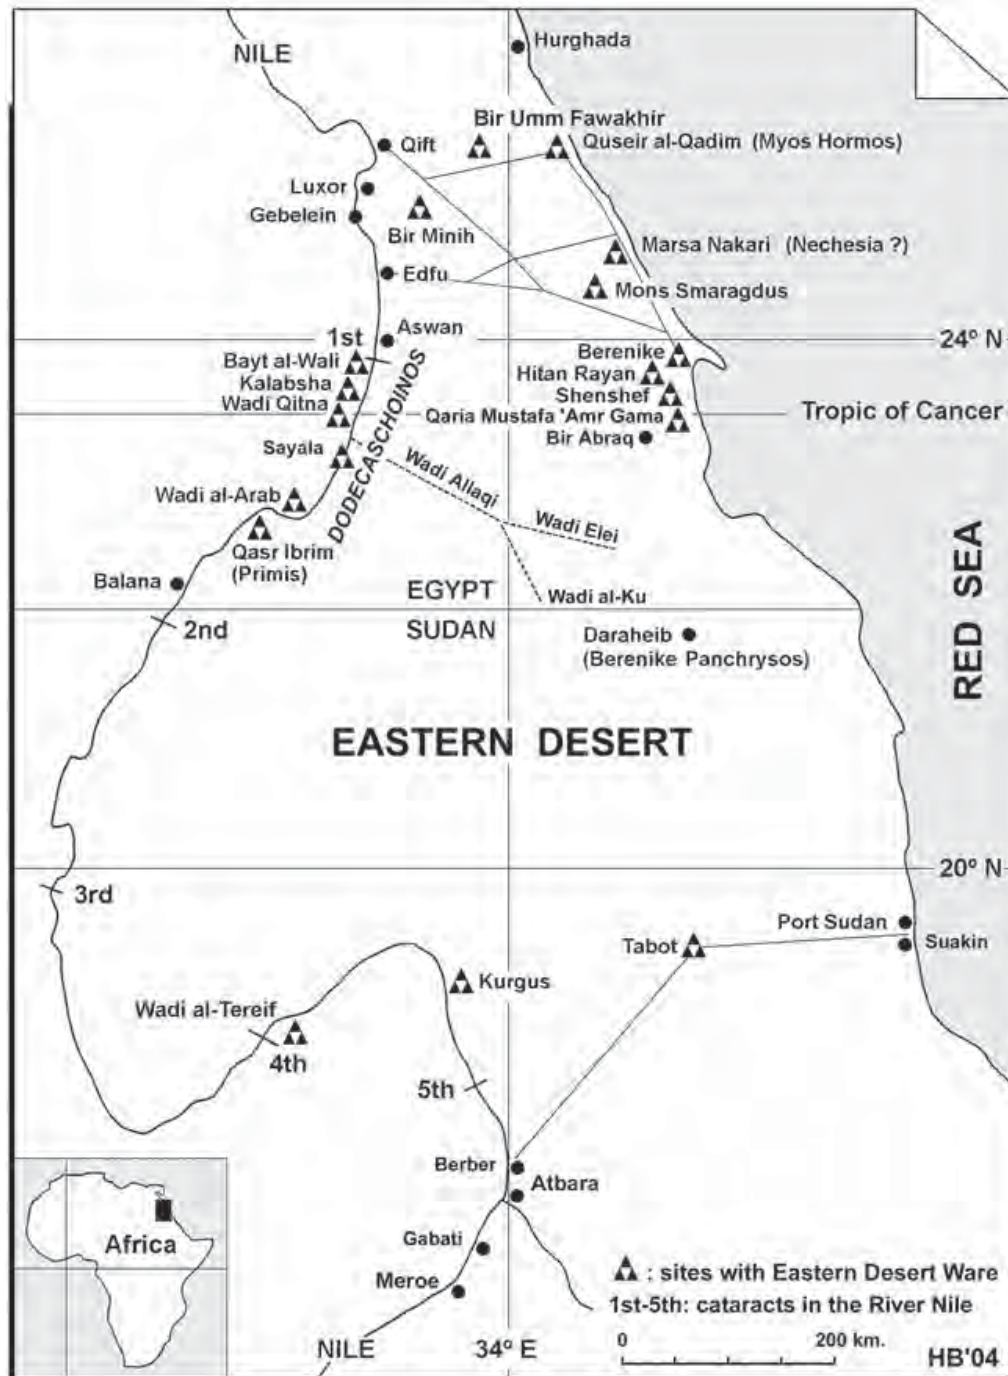 Hurghada
NILE
Bir Umm Fawakhir
Qift
Quseir al-Qadim (Myos Hormos)
Luxor
Gebelein
Bir Minih
Marsa Nakari (Nechesia ?)
Edfu
Mons Smaragdus
1st
Aswan
24º N
Bayt al-Wali
Berenike
Kalabsha
Hitan Rayan
Wadi Qitna
Shenshef
Qaria Mustafa 'Amr Gama
Tropic of Cancer
Bir Abraq
Sayala
DODECASCHOINOS
Wadi Allaqi
Wadi al-Arab
Wadi Elei
Qasr Ibrim
(Primis)
Balana
EGYPT
Wadi al-Ku
2nd
SUDAN
Daraheib
(Berenike Panchrysos)
RED SEA
EASTERN DESERT
20º N
3rd
Port Sudan
Tabot
Suakin
Kurgus
Wadi al-Tereif
4th
5th
Berber
Atbara
Africa
Gabati
Meroe
: sites with Eastern Desert Ware
1st-5th: cataracts in the River Nile
NILE
34º E
0 200 km.
HB'04